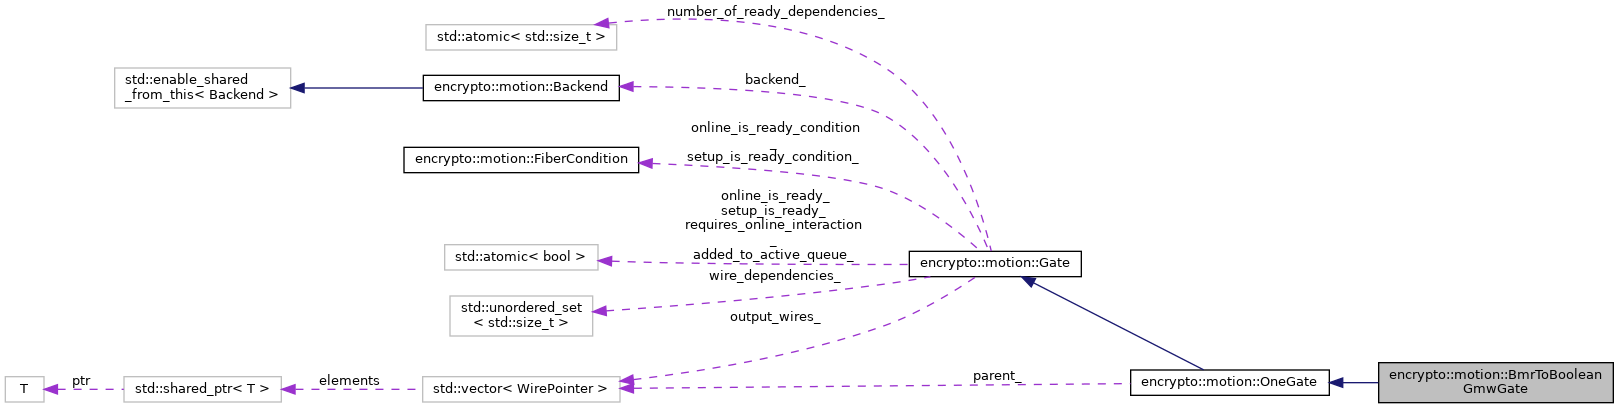 number_of_ready_dependencies_
std::atomic< std::size_t >
std::enable_shared
_from_this< Backend >
encrypto::motion::Backend
backend_
online_is_ready_condition
_
setup_is_ready_condition_
encrypto::motion::FiberCondition
online_is_ready_
setup_is_ready_
requires_online_interaction
_
added_to_active_queue_
std::atomic< bool >
encrypto::motion::Gate
wire_dependencies_
std::unordered_set
< std::size_t >
output_wires_
T
ptr
std::shared_ptr< T >
elements
std::vector< WirePointer >
parent_
encrypto::motion::OneGate
encrypto::motion::BmrToBoolean
GmwGate